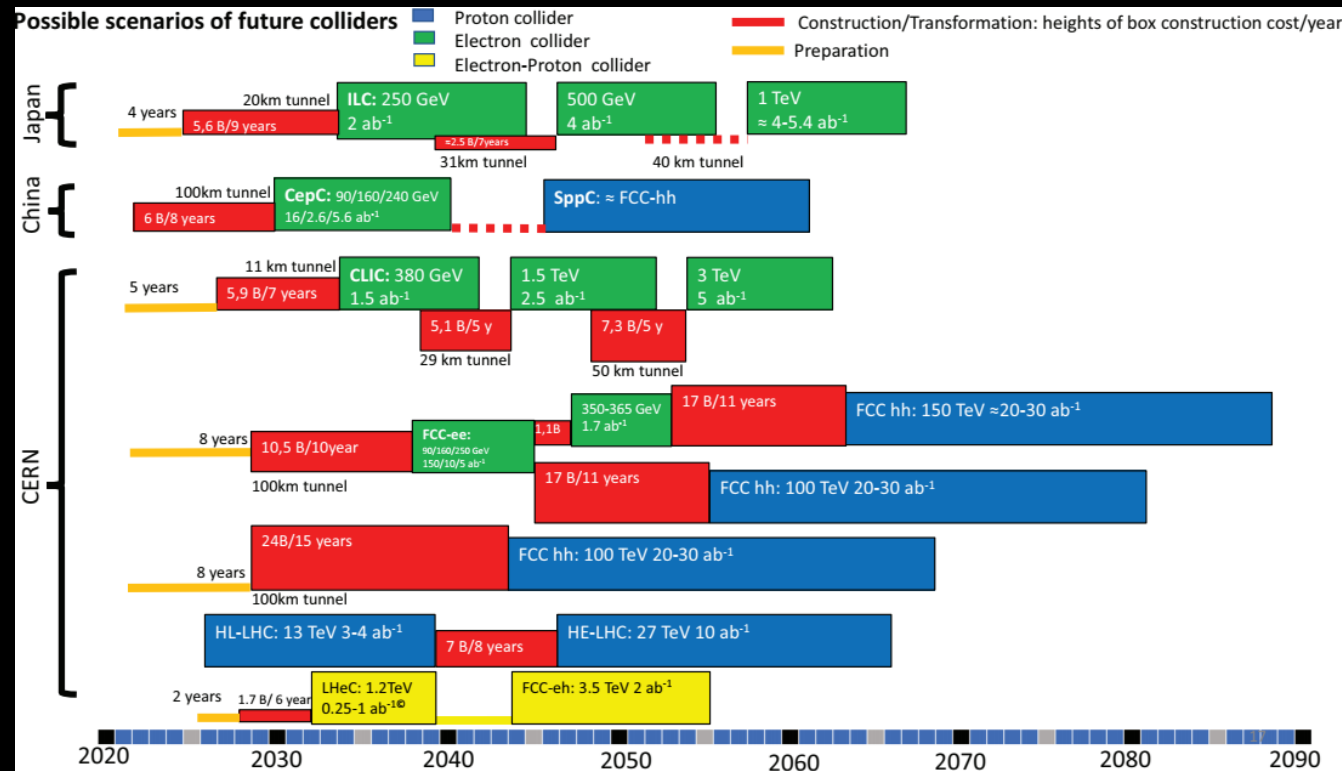 Possible scenarios of future colliders
Proton collider
Electron collider
Electron-Proton collider
Construction/Transformation: heights of box construction cost/year
Preparation
Japan
4 years
20km tunnel
5,6 B/9 years
ILC: 250 GeV
2 ab⁻¹
≈2.5 B/7years
31km tunnel
500 GeV
4 ab⁻¹
40 km tunnel
1 TeV
≈ 4-5.4 ab⁻¹
China
100km tunnel
6 B/8 years
CepC: 90/160/240 GeV
16/2.6/5.6 ab⁻¹
SppC: ≈ FCC-hh
CERN
5 years
11 km tunnel
5,9 B/7 years
CLIC: 380 GeV
1.5 ab⁻¹
5,1 B/5 y
29 km tunnel
1.5 TeV
2.5 ab⁻¹
7,3 B/5 y
50 km tunnel
3 TeV
5 ab⁻¹
8 years
10,5 B/10year
100km tunnel
FCC-ee:
90/160/250 GeV
150/10/5 ab⁻¹
1,1B
350-365 GeV
1.7 ab⁻¹
17 B/11 years
FCC hh: 150 TeV ≈20-30 ab⁻¹
17 B/11 years
FCC hh: 100 TeV 20-30 ab⁻¹
8 years
24B/15 years
100km tunnel
FCC hh: 100 TeV 20-30 ab⁻¹
HL-LHC: 13 TeV 3-4 ab⁻¹
7 B/8 years
HE-LHC: 27 TeV 10 ab⁻¹
2 years
1.7 B/ 6 year
LHeC: 1.2TeV
0.25-1 ab⁻¹©
FCC-eh: 3.5 TeV 2 ab⁻¹
17
2020 2030 2040 2050 2060 2070 2080 2090